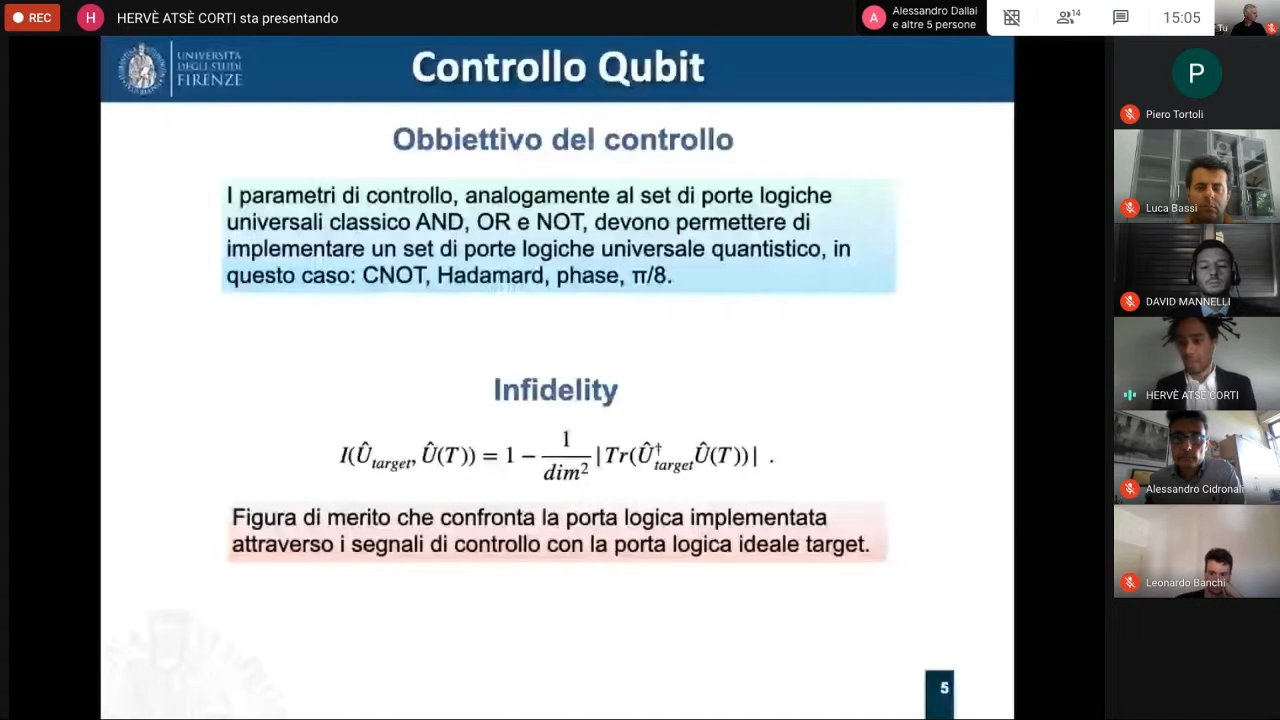 REC
H
HERVÈ ATSÈ CORTI sta presentando
A
Alessandro Dallai
e altre 5 persone
14
15:05
Tu
UNIVERSITÀ
DEGLI STUDI
FIRENZE
Controllo Qubit
Obbiettivo del controllo
I parametri di controllo, analogamente al set di porte logiche
universali classico AND, OR e NOT, devono permettere di
implementare un set di porte logiche universale quantistico, in
questo caso: CNOT, Hadamard, phase, π/8.
Infidelity
I(Û_target, Û(T)) = 1 − 1/dim² |Tr(Û†_target Û(T))| .
Figura di merito che confronta la porta logica implementata
attraverso i segnali di controllo con la porta logica ideale target.
5
P
Piero Tortoli
Luca Bassi
DAVID MANNELLI
HERVÈ ATSÈ CORTI
Alessandro Cidronali
Leonardo Banchi